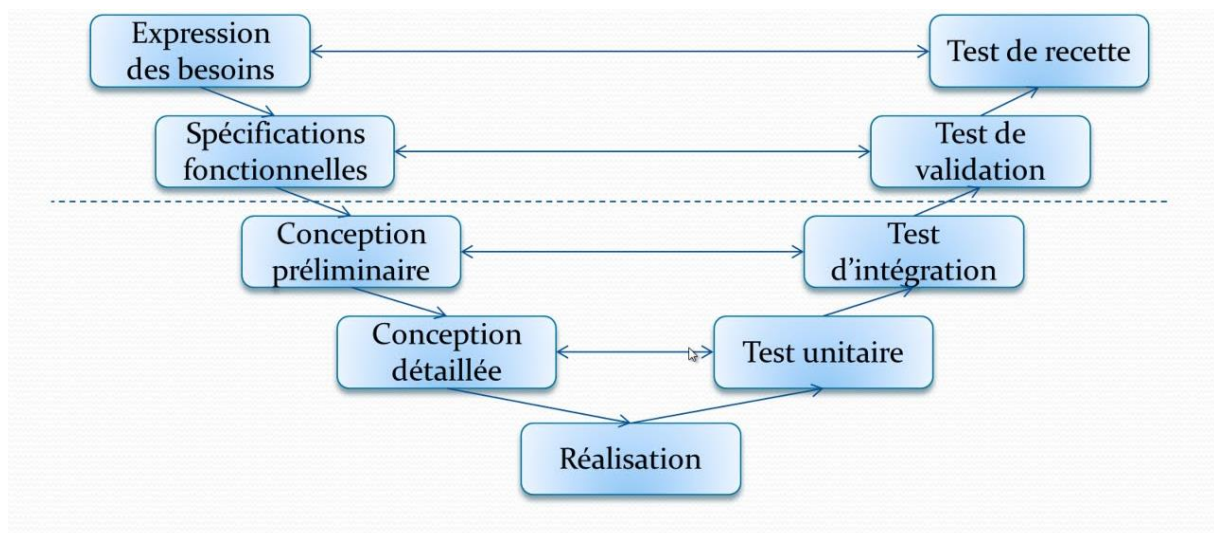 Expression
des besoins
Test de recette
Spécifications
fonctionnelles
Test de
validation
Conception
préliminaire
Test
d'intégration
Conception
détaillée
Test unitaire
Réalisation